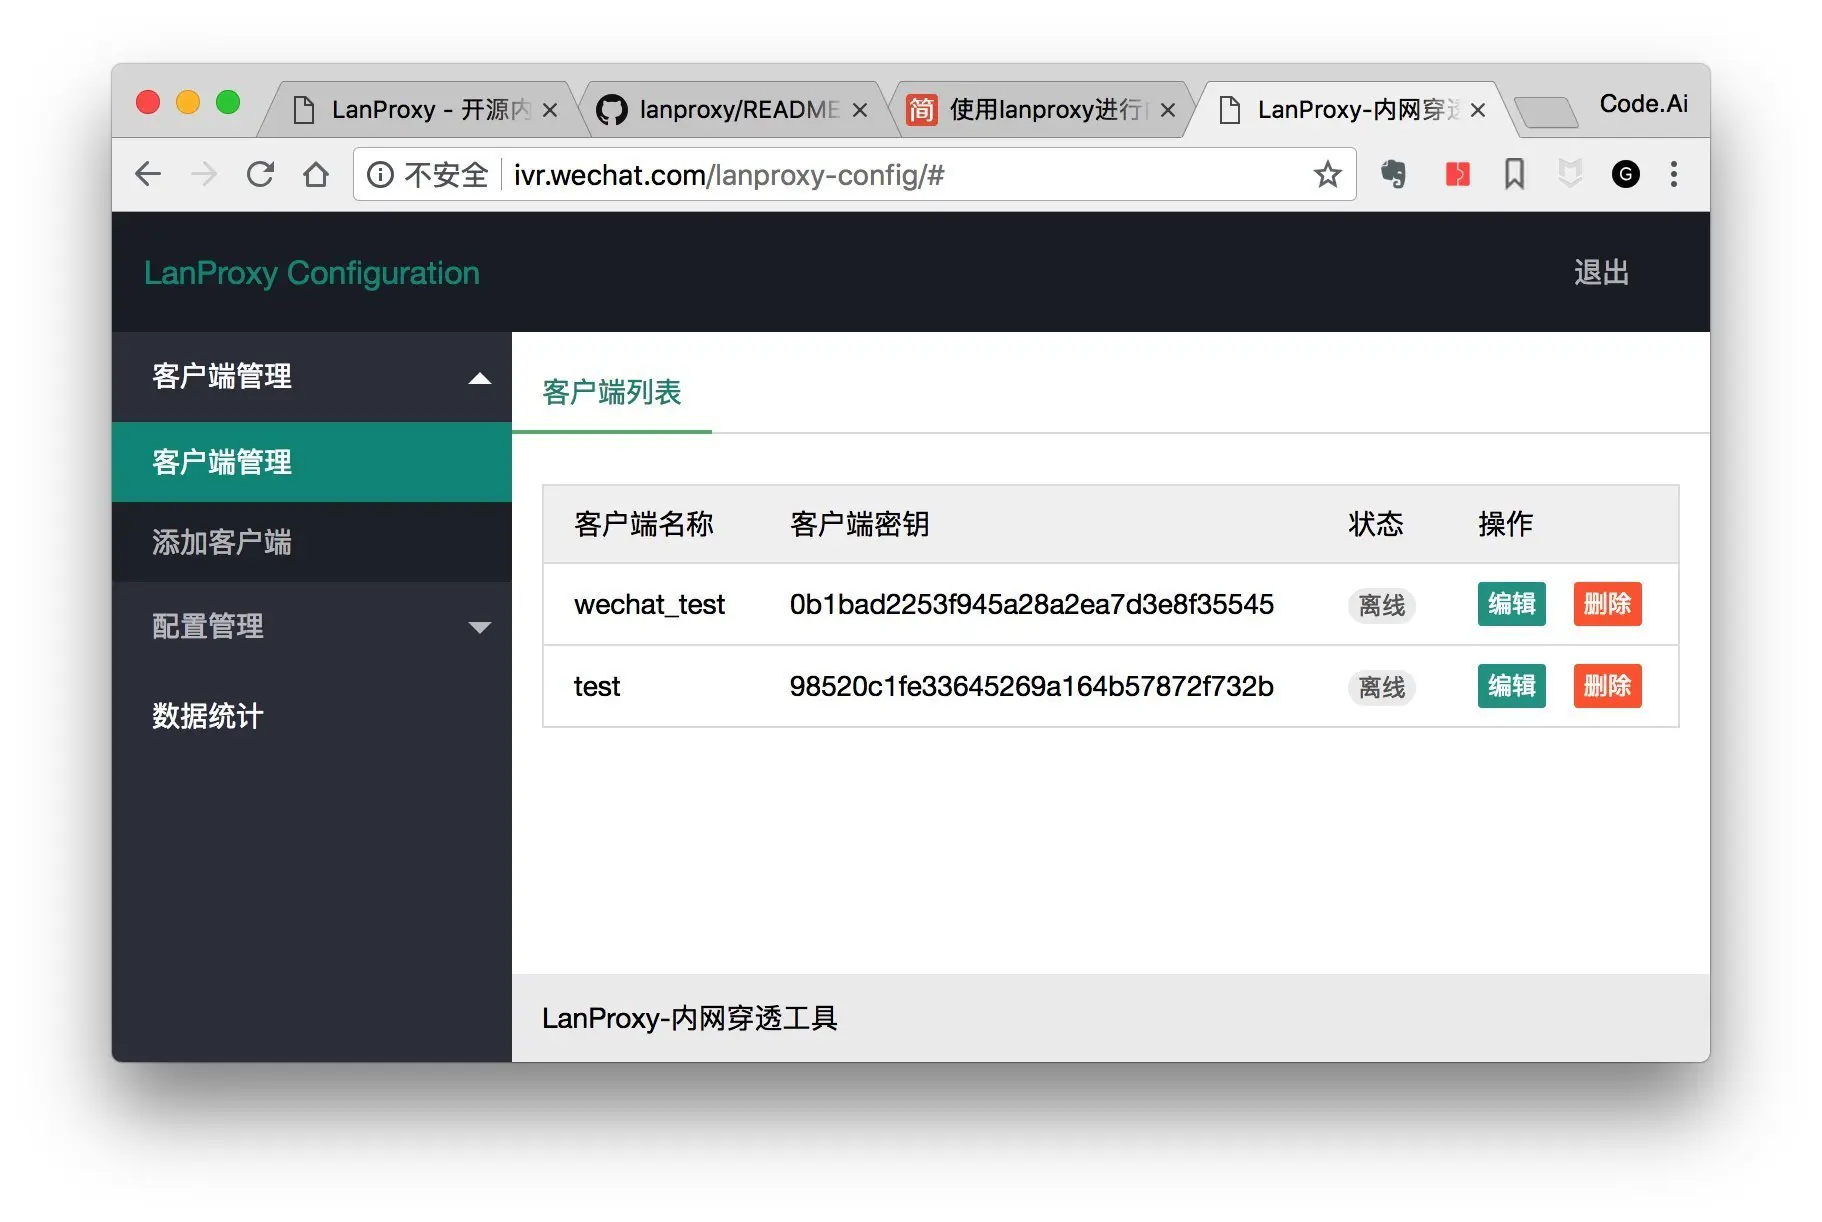 LanProxy - 开源内
lanproxy/README
使用lanproxy进行
LanProxy-内网穿透
Code.Ai
不安全 ivr.wechat.com/lanproxy-config/#
G
LanProxy Configuration
退出
客户端管理
客户端管理
添加客户端
配置管理
数据统计
客户端列表
客户端名称 客户端密钥 状态 操作
wechat_test 0b1bad2253f945a28a2ea7d3e8f35545 离线 编辑 删除
test 98520c1fe33645269a164b57872f732b 离线 编辑 删除
LanProxy-内网穿透工具